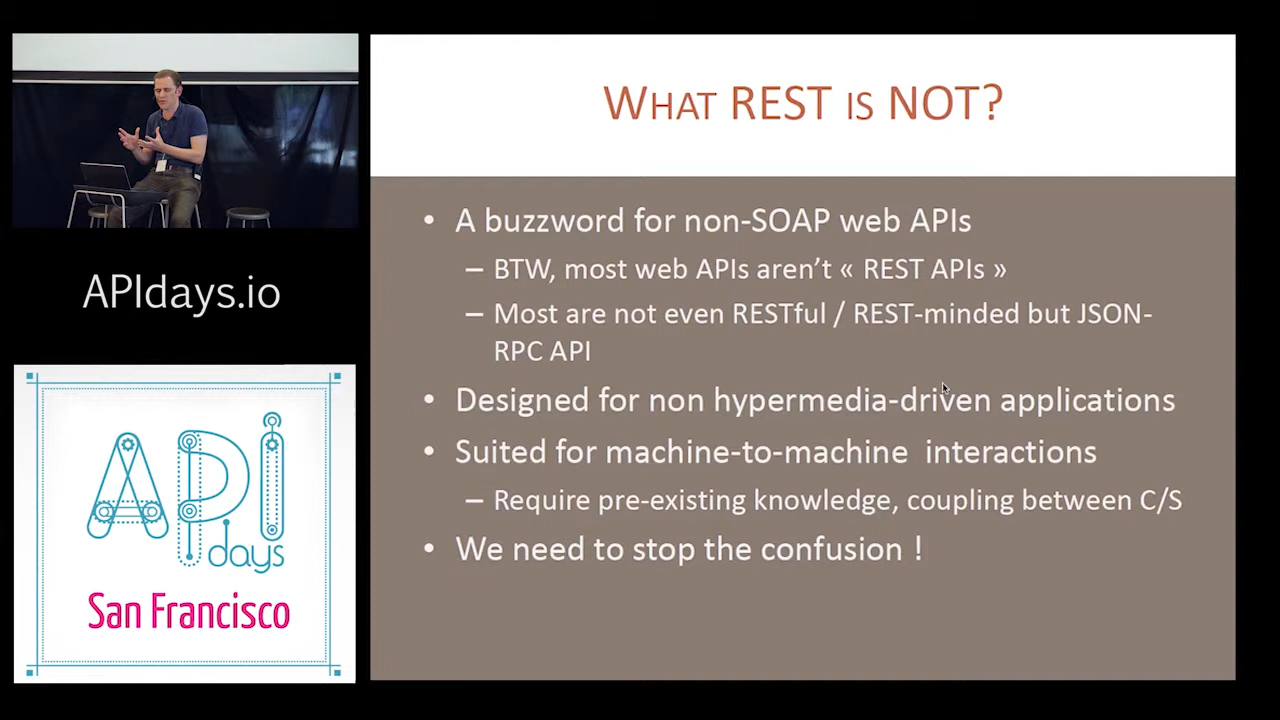 WHAT REST IS NOT?
• A buzzword for non-SOAP web APIs
– BTW, most web APIs aren’t « REST APIs »
– Most are not even RESTful / REST-minded but JSON-
RPC API
• Designed for non hypermedia-driven applications
• Suited for machine-to-machine interactions
– Require pre-existing knowledge, coupling between C/S
• We need to stop the confusion !
APIdays.io
API
days
San Francisco